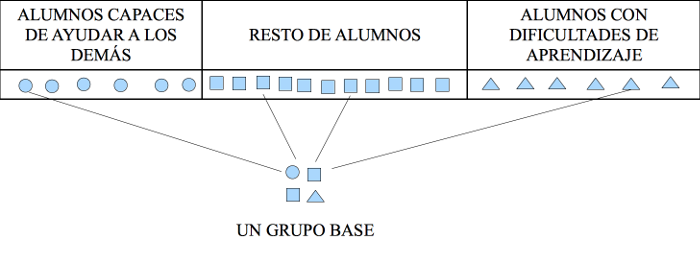 ALUMNOS CAPACES
DE AYUDAR A LOS
DEMÁS
RESTO DE ALUMNOS
ALUMNOS CON
DIFICULTADES DE
APRENDIZAJE
UN GRUPO BASE